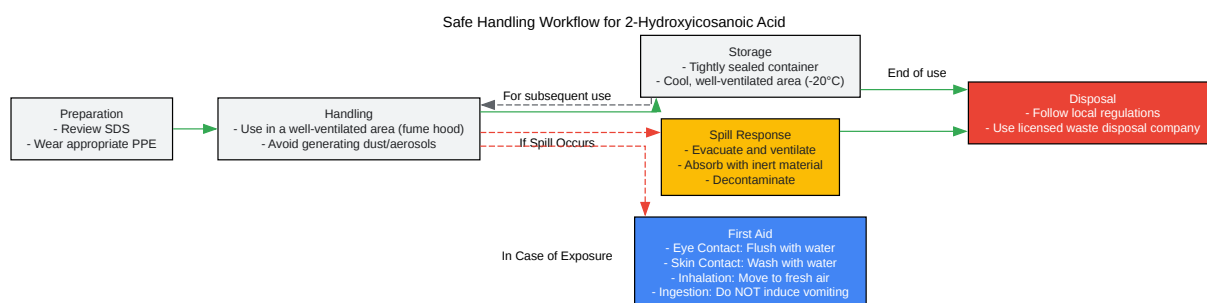 Safe Handling Workflow for 2-Hydroxyicosanoic Acid
Preparation
- Review SDS
- Wear appropriate PPE
Handling
- Use in a well-ventilated area (fume hood)
- Avoid generating dust/aerosols
For subsequent use
Storage
- Tightly sealed container
- Cool, well-ventilated area (-20°C)
End of use
Disposal
- Follow local regulations
- Use licensed waste disposal company
If Spill Occurs
Spill Response
- Evacuate and ventilate
- Absorb with inert material
- Decontaminate
In Case of Exposure
First Aid
- Eye Contact: Flush with water
- Skin Contact: Wash with water
- Inhalation: Move to fresh air
- Ingestion: Do NOT induce vomiting